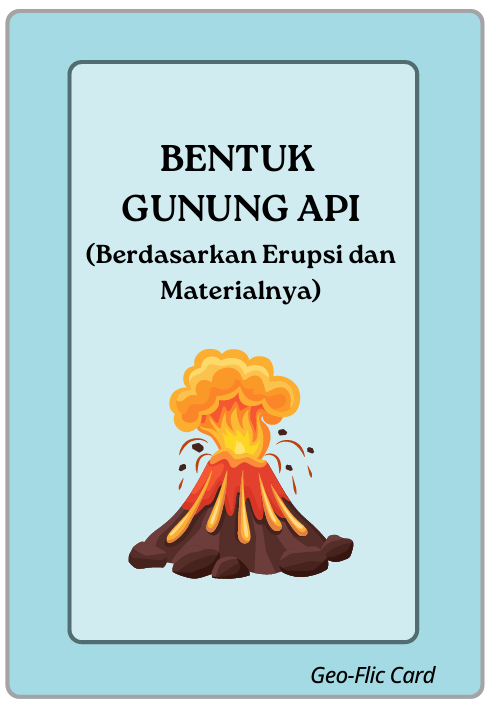 BENTUK
GUNUNG API
(Berdasarkan Erupsi dan
Materialnya)
Geo-Flic Card